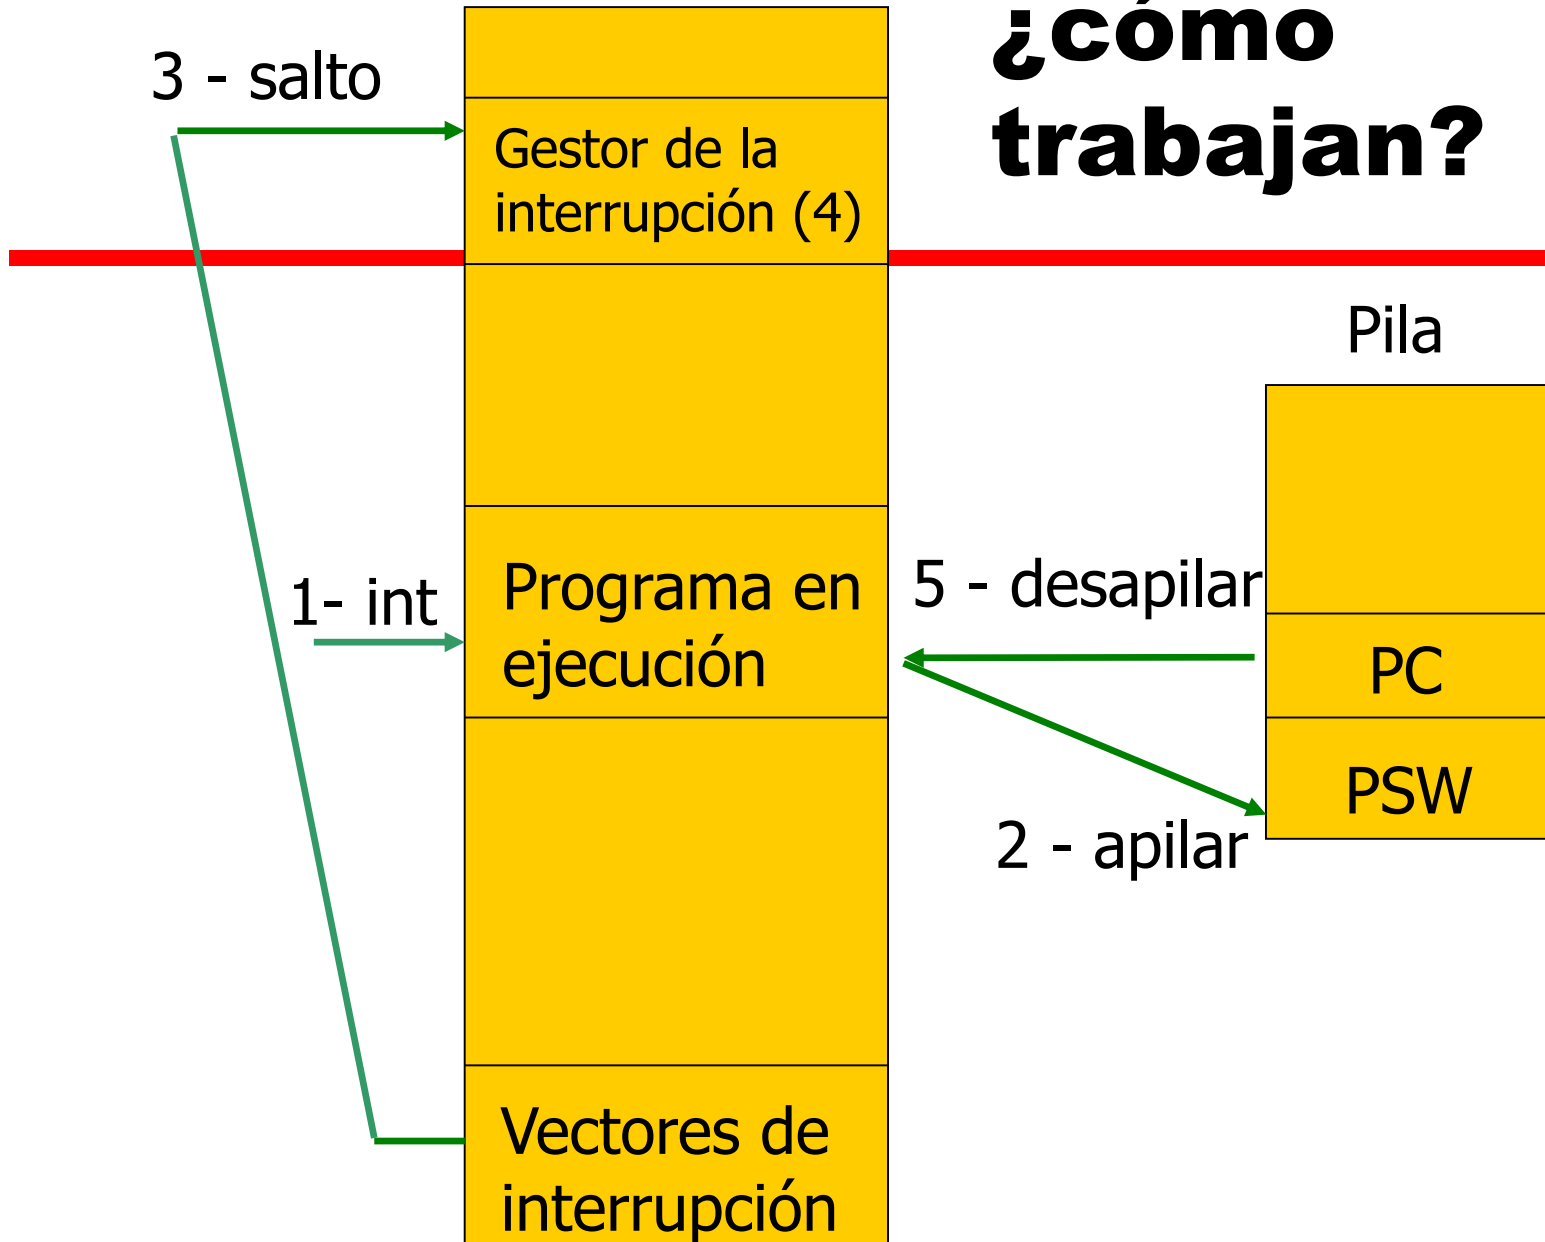 ¿cómo
trabajan?
3 - salto
Gestor de la
interrupción (4)
Pila
1- int
Programa en
ejecución
5 - desapilar
PC
PSW
2 - apilar
Vectores de
interrupción